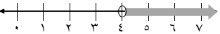 ٠ ١ ٢ ٣ ٤ ٥ ٦ ٧